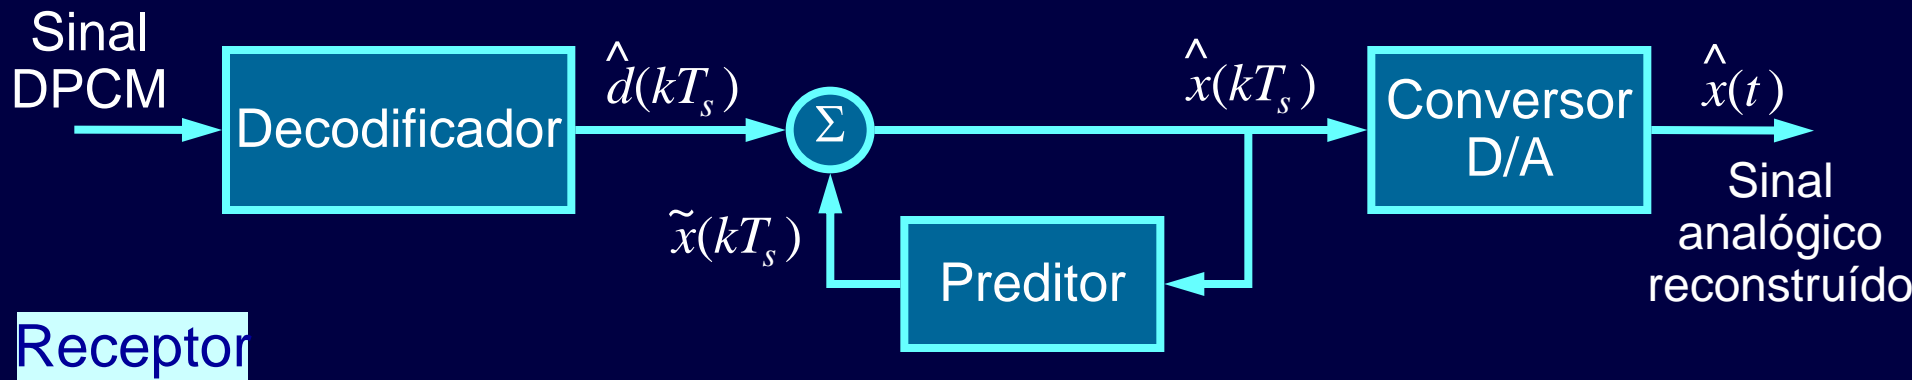 Sinal
DPCM
Decodificador
d̂(kTₛ)
Σ
x̂(kTₛ)
Conversor
D/A
x̂(t)
Sinal
analógico
reconstruído
x̃(kTₛ)
Preditor
Receptor